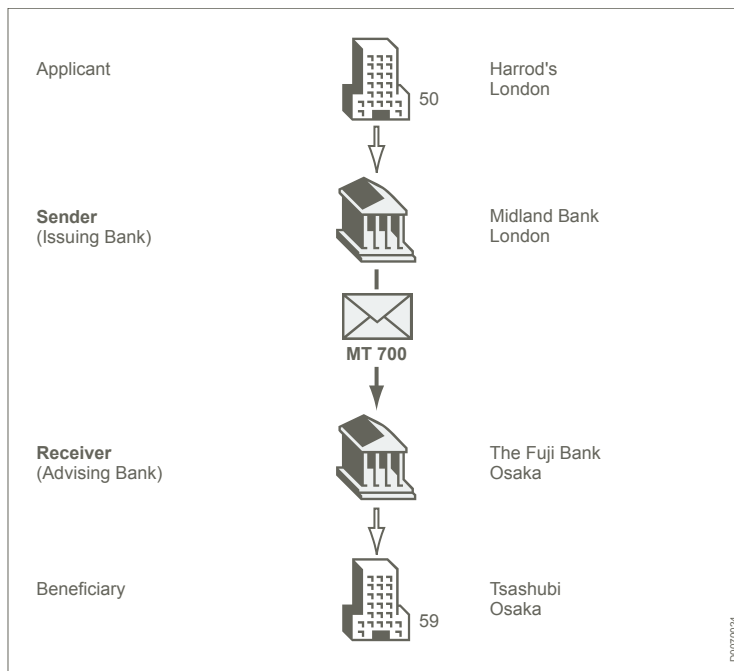 Applicant
50
Harrod's
London
Sender
(Issuing Bank)
Midland Bank
London
MT 700
Receiver
(Advising Bank)
The Fuji Bank
Osaka
Beneficiary
59
Tsashubi
Osaka